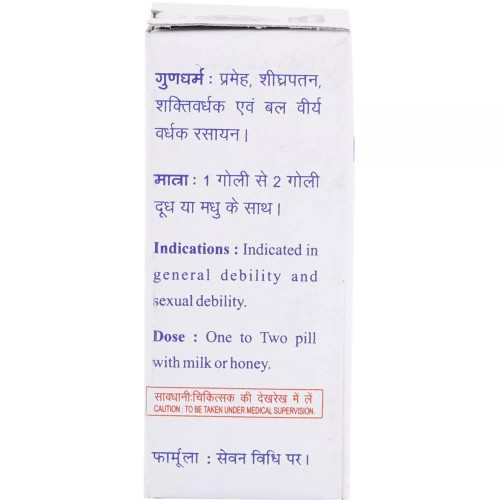 गुणधर्म : प्रमेह, शीघ्रपतन,
शक्तिवर्धक एवं बल वीर्य
वर्धक रसायन।
मात्रा : 1 गोली से 2 गोली
दूध या मधु के साथ।
Indications : Indicated in
general debility and
sexual debility.
Dose : One to Two pill
with milk or honey.
सावधानी:चिकित्सक की देखरेख में लें
CAUTION : TO BE TAKEN UNDER MEDICAL SUPERVISION.
फार्मूला : सेवन विधि पर।